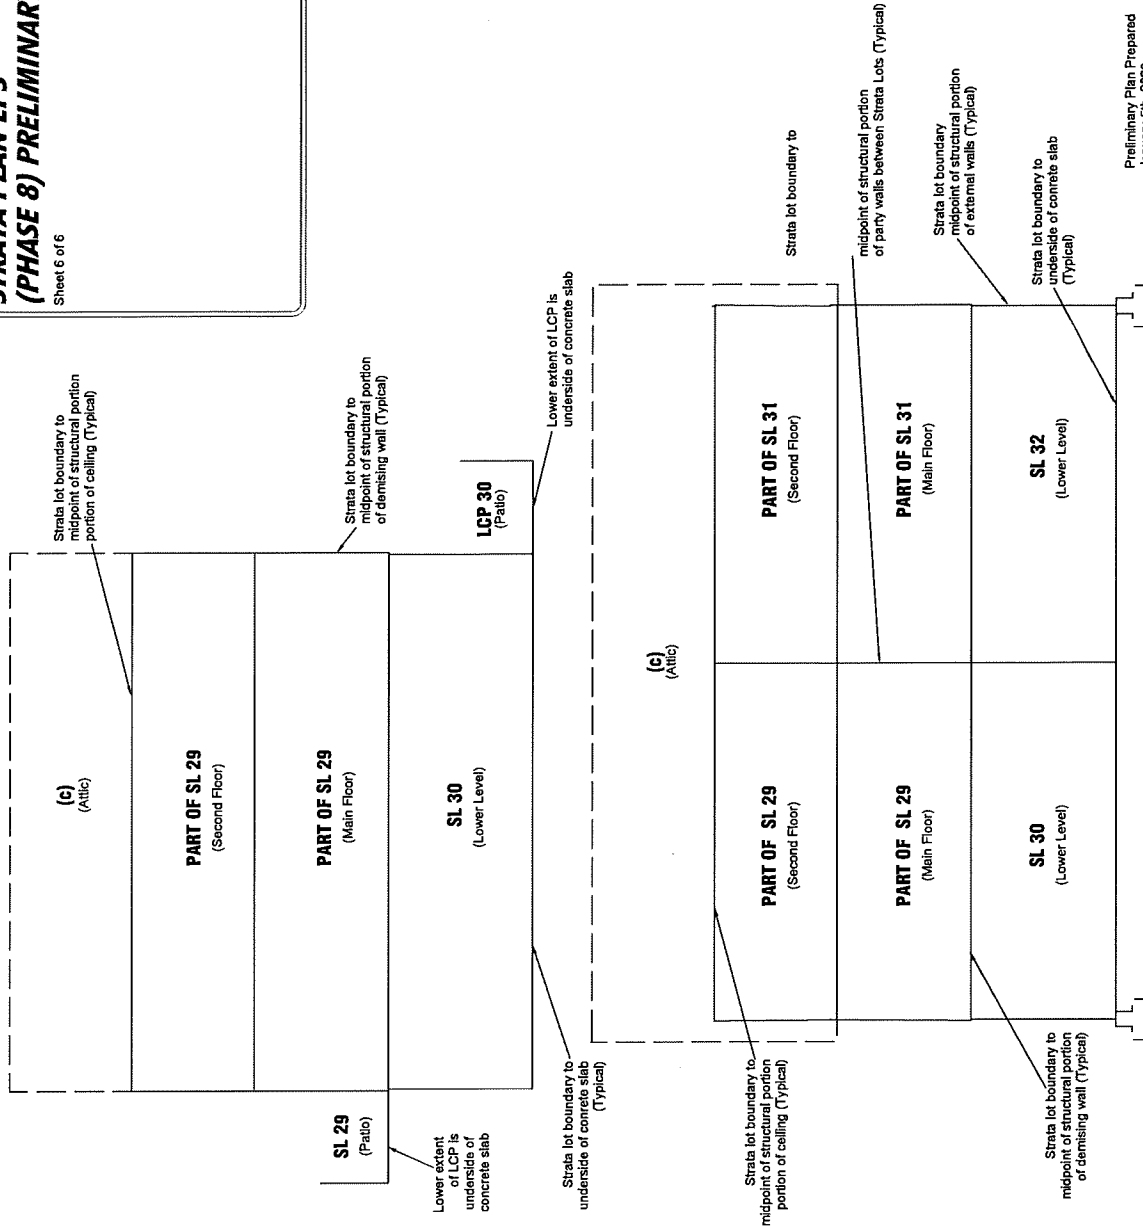 (PHASE 8) PRELIMINAR
Sheet 6 of 6
(c)
(Attic)
Strata lot boundary to
midpoint of structural portion
portion of ceiling (Typical)
PART OF SL 29
(Second Floor)
Strata lot boundary to
midpoint of structural portion
of demising wall (Typical)
PART OF SL 29
(Main Floor)
SL 29
(Patio)
Lower extent
of LCP is
underside of
concrete slab
SL 30
(Lower Level)
LCP 30
(Patio)
Lower extent of LCP is
underside of concrete slab
Strata lot boundary to
underside of conrete slab
(Typical)
(c)
(Attic)
Strata lot boundary to
midpoint of structural portion
portion of ceiling (Typical)
PART OF SL 29
(Second Floor)
PART OF SL 31
(Second Floor)
Strata lot boundary to
midpoint of structural portion
of party walls between Strata Lots (Typical)
PART OF SL 29
(Main Floor)
PART OF SL 31
(Main Floor)
Strata lot boundary
midpoint of structural portion
of external walls (Typical)
Strata lot boundary to
midpoint of structural portion
of demising wall (Typical)
SL 30
(Lower Level)
SL 32
(Lower Level)
Strata lot boundary to
underside of conrete slab
(Typical)
Preliminary Plan Prepared